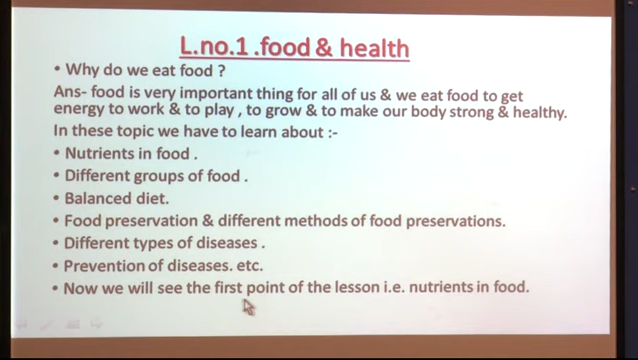 L.no.1 .food & health
• Why do we eat food ?
Ans- food is very important thing for all of us & we eat food to get
energy to work & to play , to grow & to make our body strong & healthy.
In these topic we have to learn about :-
• Nutrients in food .
• Different groups of food .
• Balanced diet.
• Food preservation & different methods of food preservations.
• Different types of diseases .
• Prevention of diseases. etc.
• Now we will see the first point of the lesson i.e. nutrients in food.